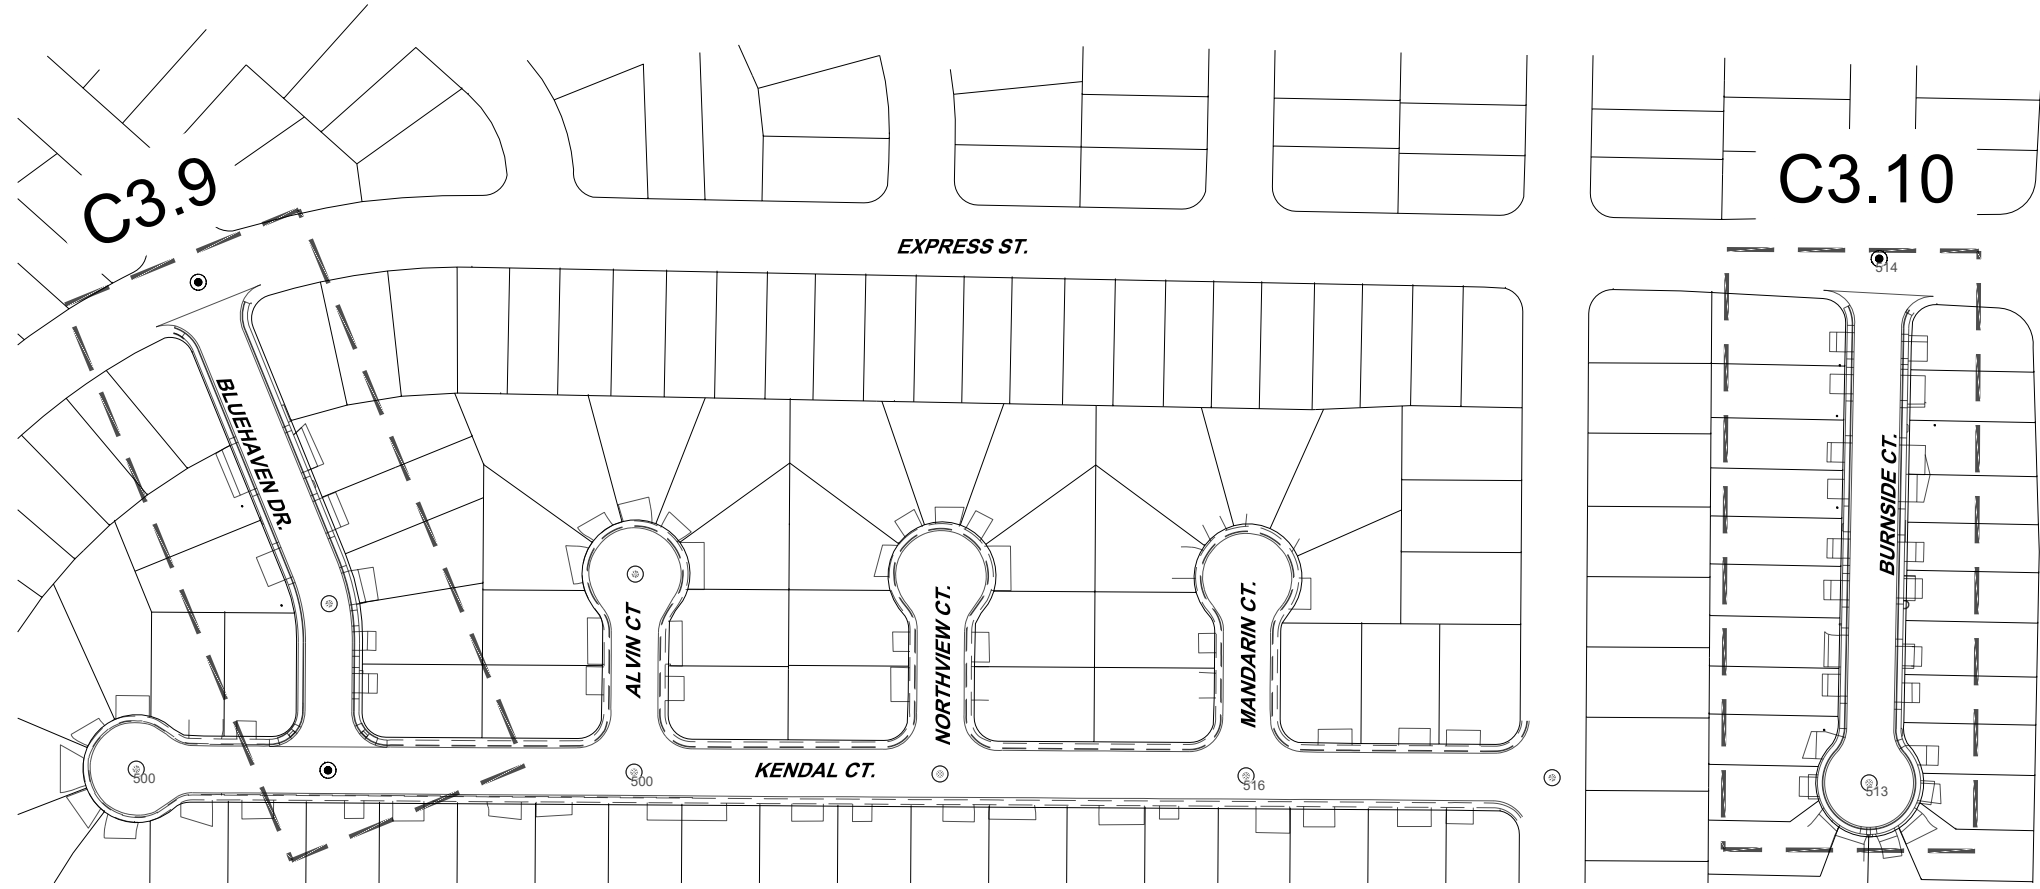 C3.9
C3.10
EXPRESS ST.
514
BLUEHAVEN DR.
BURNSIDE CT.
ALVIN CT
NORTHVIEW CT.
MANDARIN CT.
KENDAL CT.
500
500
516
513